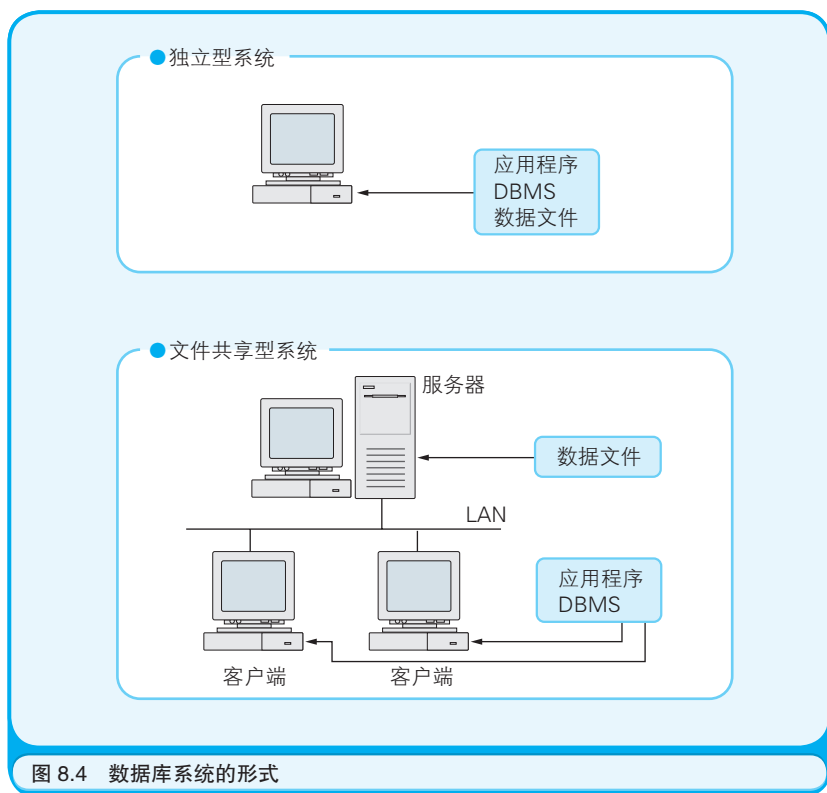 ●独立型系统
应用程序
DBMS
数据文件
●文件共享型系统
服务器
数据文件
LAN
应用程序
DBMS
客户端
客户端
图 8.4 数据库系统的形式